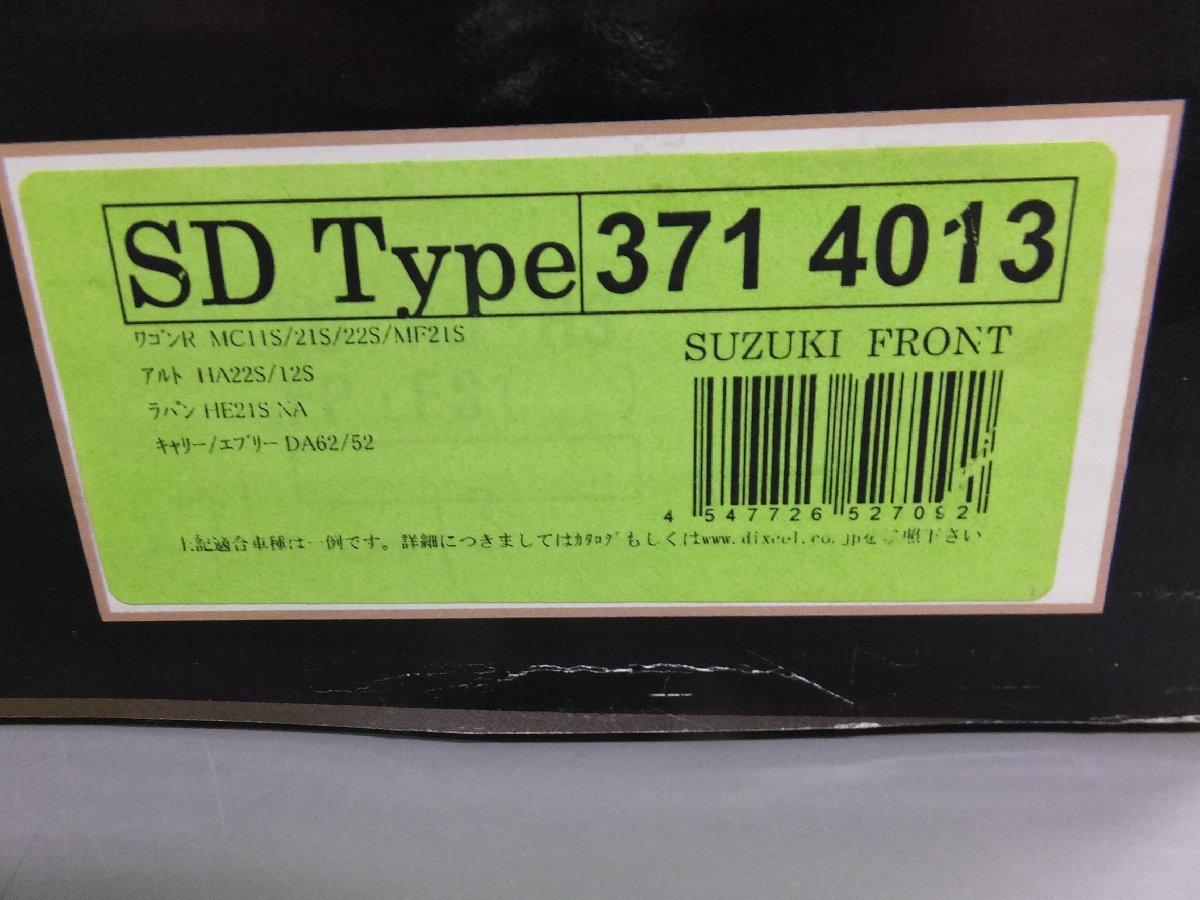 SD Type 371 4013
ワゴンR MC11S/21S/22S/MF21S
SUZUKI FRONT
アルト HA22S/12S
ラパン HE21S NA
キャリー/エブリー DA62/52
4 547726 527092
上記適合車種は一例です。詳細につきましてはカタログもしくはwww.dixcel.co.jpを 照下さい